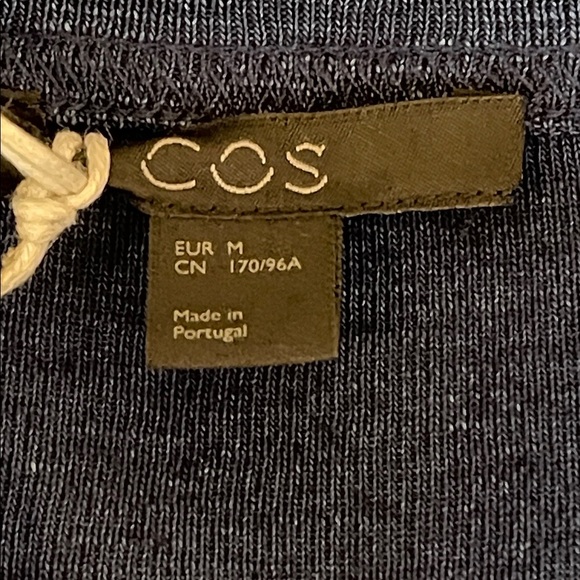 COS
EUR M
CN 170/96A
Made in
Portugal